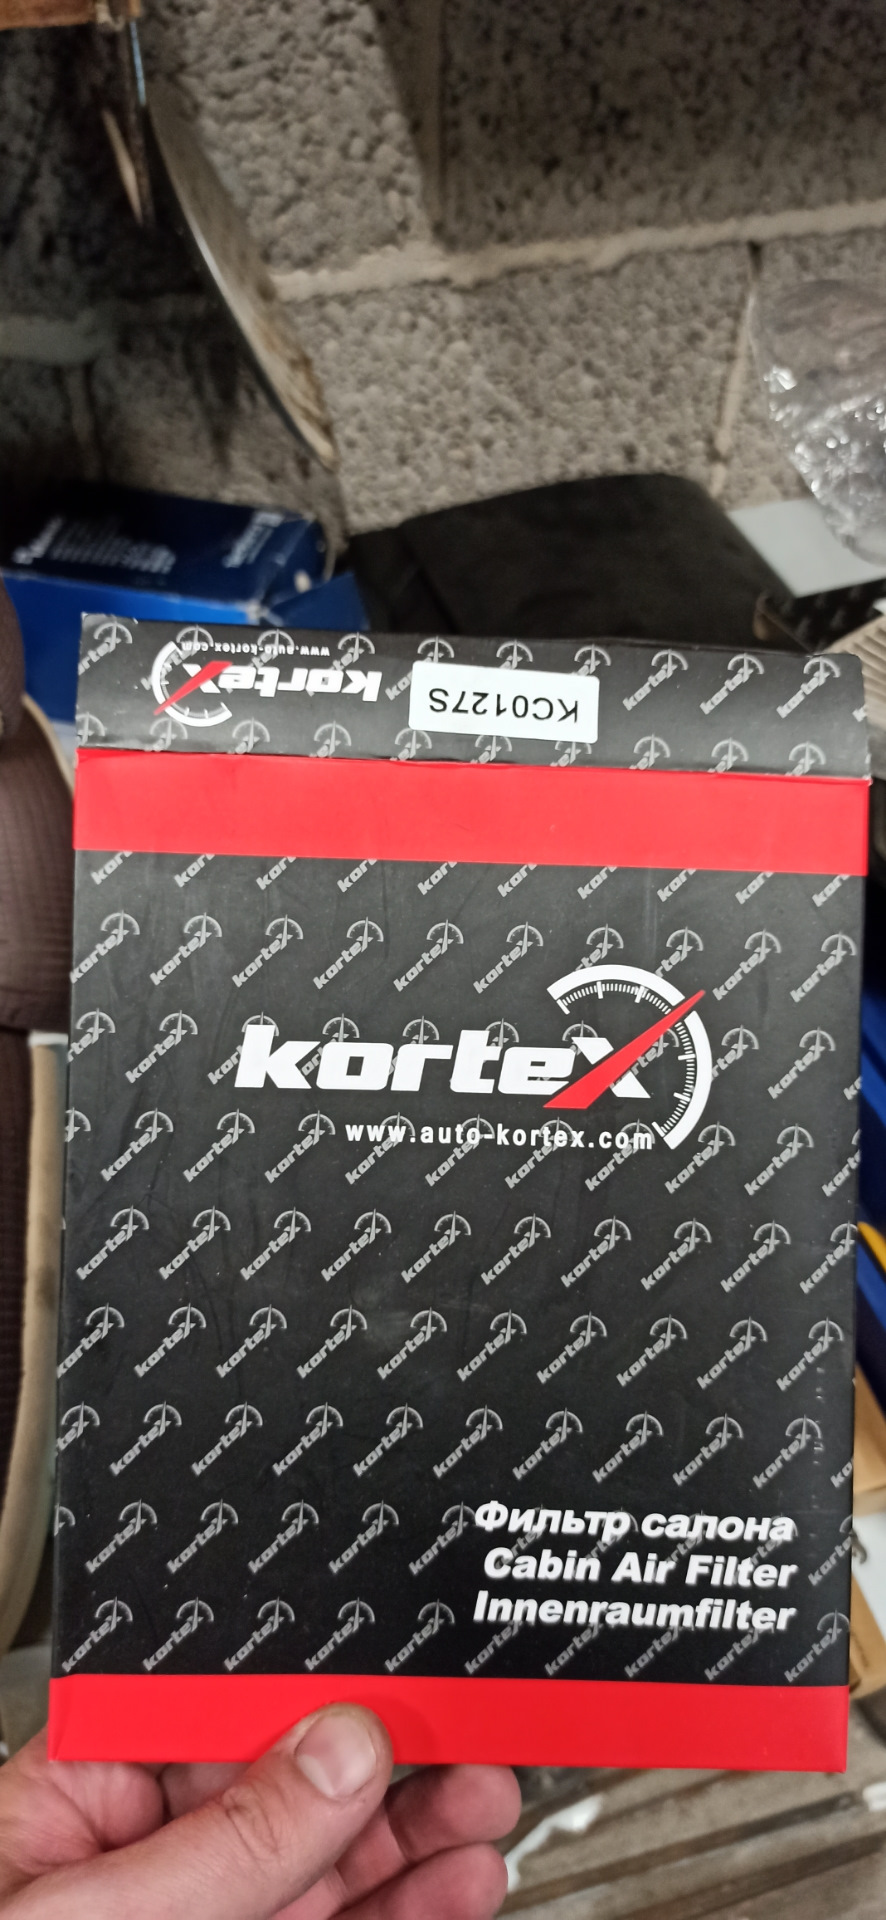 kortex
www.auto-kortex.com
KC0127S
kortex
www.auto-kortex.com
Фильтр салона
Cabin Air Filter
Innenraumfilter